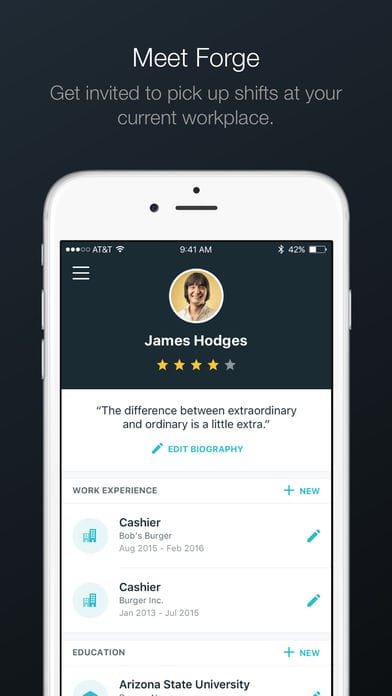 Meet Forge
Get invited to pick up shifts at your
current workplace.
AT&T
9:41 AM
42%
James Hodges
“The difference between extraordinary
and ordinary is a little extra.”
EDIT BIOGRAPHY
WORK EXPERIENCE
+ NEW
Cashier
Bob's Burger
Aug 2015 - Feb 2016
Cashier
Burger Inc.
Jan 2013 - Jul 2015
EDUCATION
+ NEW
Arizona State University